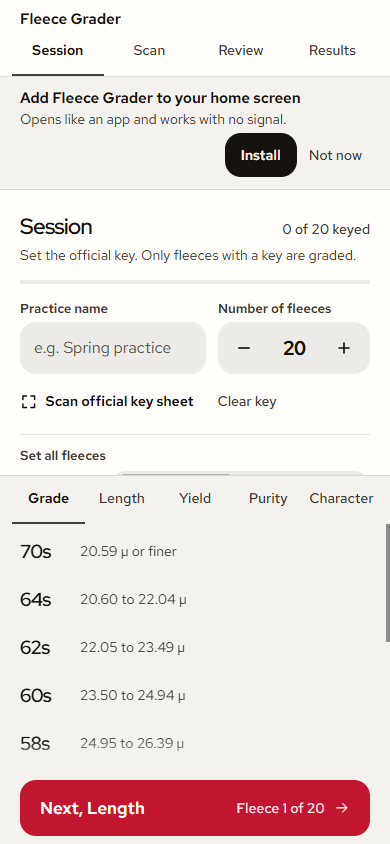 Fleece Grader
Session Scan Review Results
Add Fleece Grader to your home screen
Opens like an app and works with no signal.
Install Not now
Session 0 of 20 keyed
Set the official key. Only fleeces with a key are graded.
Practice name Number of fleeces
e.g. Spring practice − 20 +
Scan official key sheet Clear key
Set all fleeces
Grade Length Yield Purity Character
70s 20.59 µ or finer
64s 20.60 to 22.04 µ
62s 22.05 to 23.49 µ
60s 23.50 to 24.94 µ
58s 24.95 to 26.39 µ
Next, Length Fleece 1 of 20 →